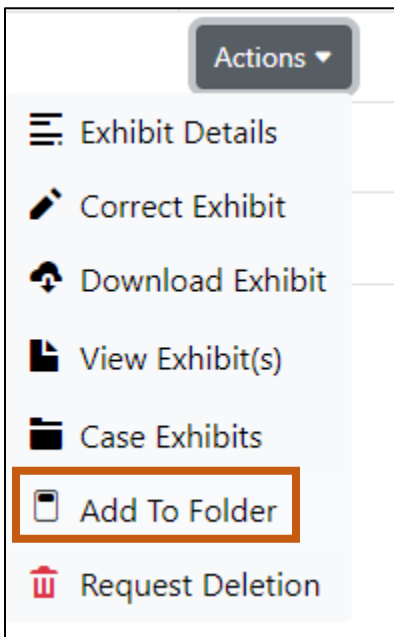 Actions
Exhibit Details
Correct Exhibit
Download Exhibit
View Exhibit(s)
Case Exhibits
Add To Folder
Request Deletion